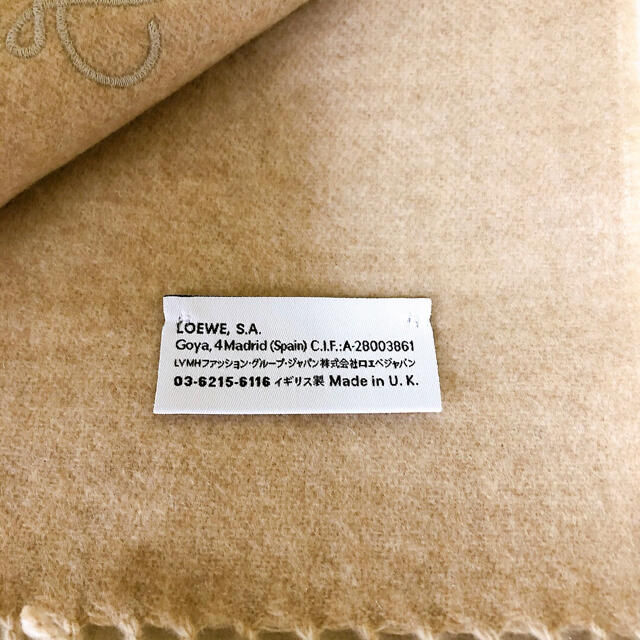 LOEWE, S.A.
Goya, 4 Madrid (Spain) C.I.F.:A-28003861
LVMHファッション・グループ・ジャパン株式会社ロエベジャパン
03-6215-6116 イギリス製 Made in U. K.